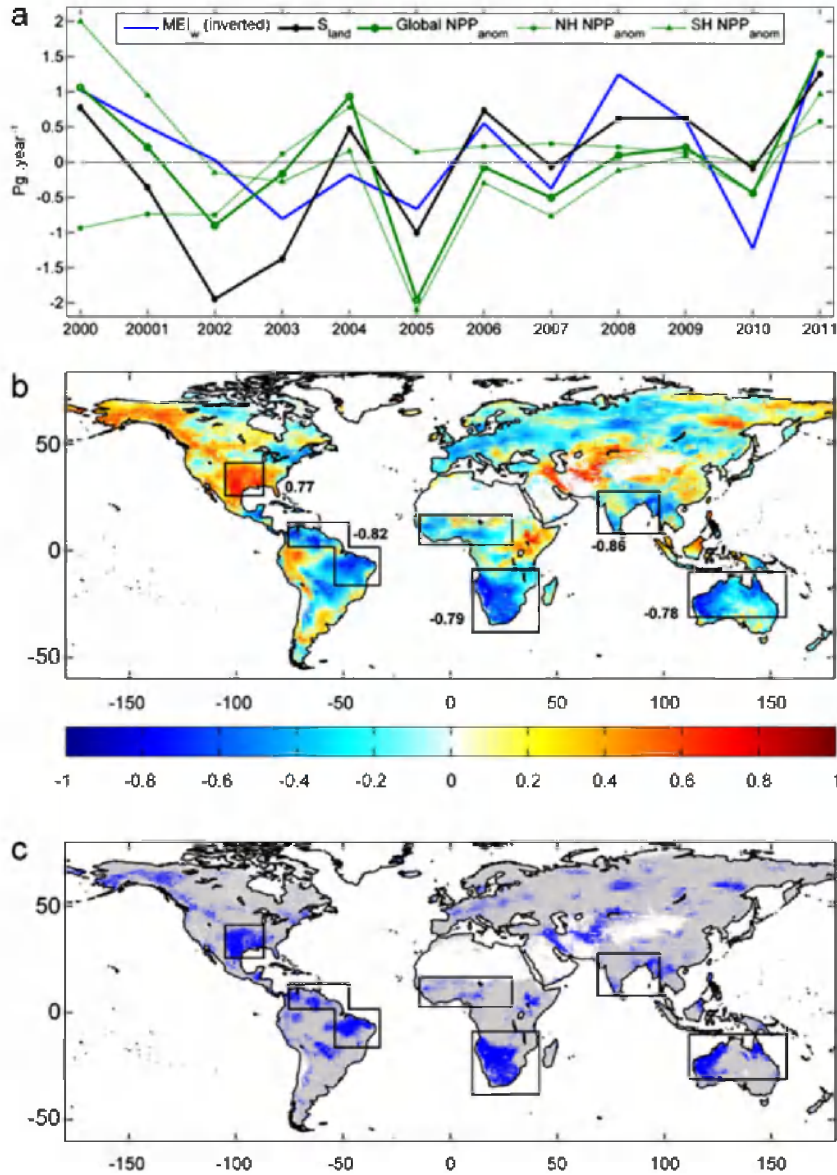 a
MEI_w (inverted) S_land Global NPP_anom NH NPP_anom SH NPP_anom
2
1.5
1
0.5
0
-0.5
-1
-1.5
-2
Pg .year⁻¹
2000 20001 2002 2003 2004 2005 2006 2007 2008 2009 2010 2011
b
50
0
-50
0.77
-0.82
-0.86
-0.79
-0.78
-150 -100 -50 0 50 100 150
-1 -0.8 -0.6 -0.4 -0.2 0 0.2 0.4 0.6 0.8 1
c
50
0
-50
-150 -100 -50 0 50 100 150